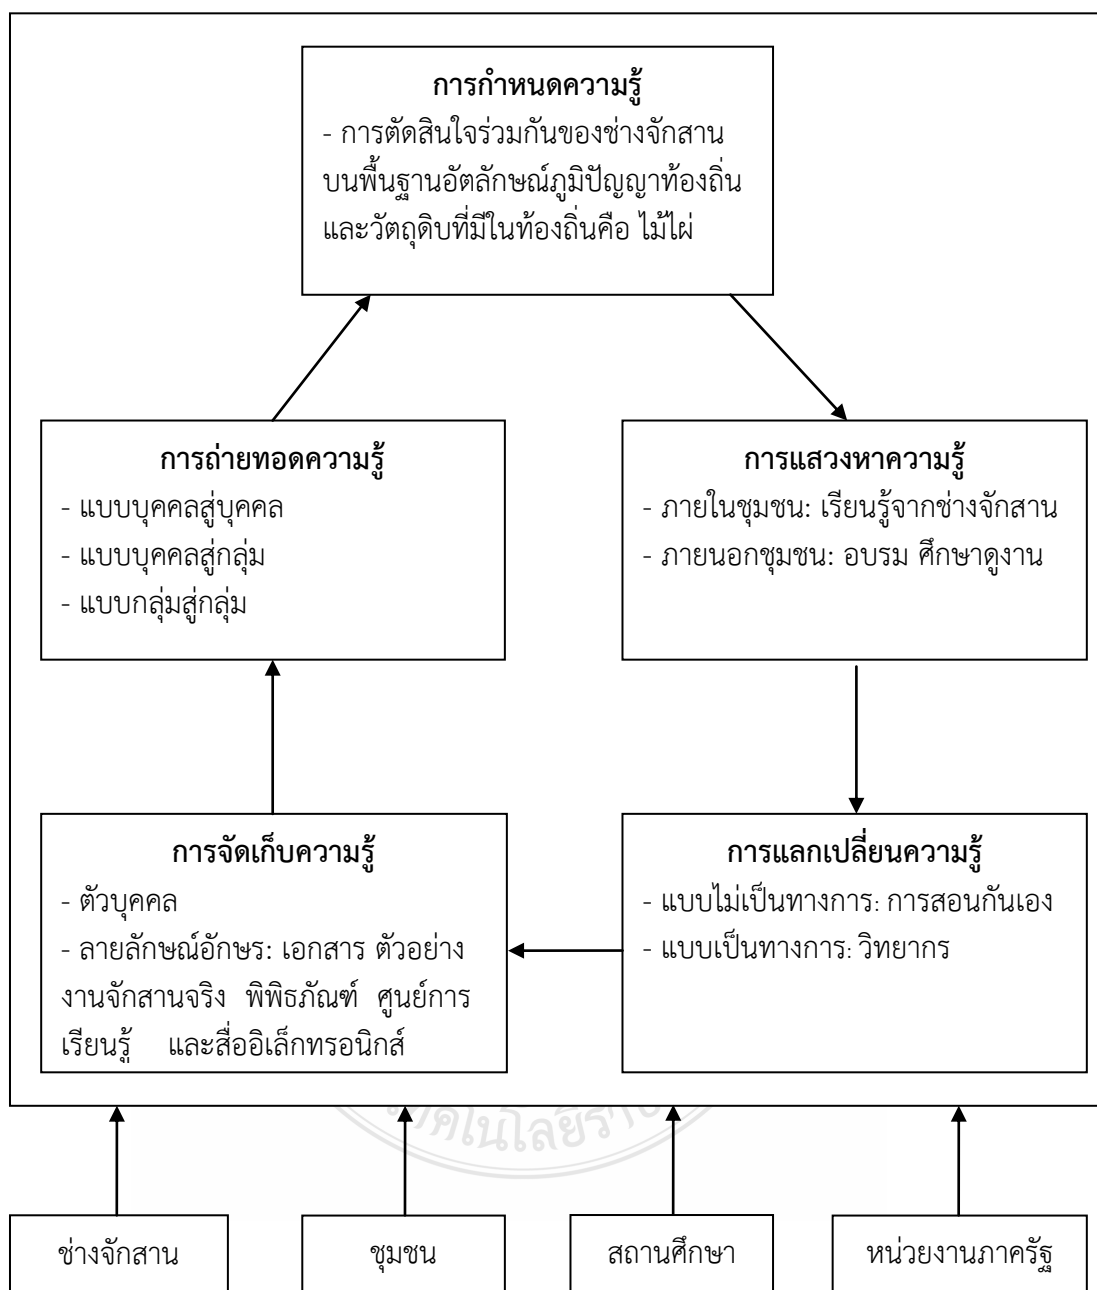 การกำหนดความรู้
- การตัดสินใจร่วมกันของช่างจักสาน
บนพื้นฐานอัตลักษณ์ภูมิปัญญาท้องถิ่น
และวัตถุดิบที่มีในท้องถิ่นคือ ไม้ไผ่
การถ่ายทอดความรู้
- แบบบุคคลสู่บุคคล
- แบบบุคคลสู่กลุ่ม
- แบบกลุ่มสู่กลุ่ม
การแสวงหาความรู้
- ภายในชุมชน: เรียนรู้จากช่างจักสาน
- ภายนอกชุมชน: อบรม ศึกษาดูงาน
การจัดเก็บความรู้
- ตัวบุคคล
- ลายลักษณ์อักษร: เอกสาร ตัวอย่าง
งานจักสานจริง พิพิธภัณฑ์ ศูนย์การ
เรียนรู้ และสื่ออิเล็กทรอนิกส์
การแลกเปลี่ยนความรู้
- แบบไม่เป็นทางการ: การสอนกันเอง
- แบบเป็นทางการ: วิทยากร
ช่างจักสาน
ชุมชน
สถานศึกษา
หน่วยงานภาครัฐ